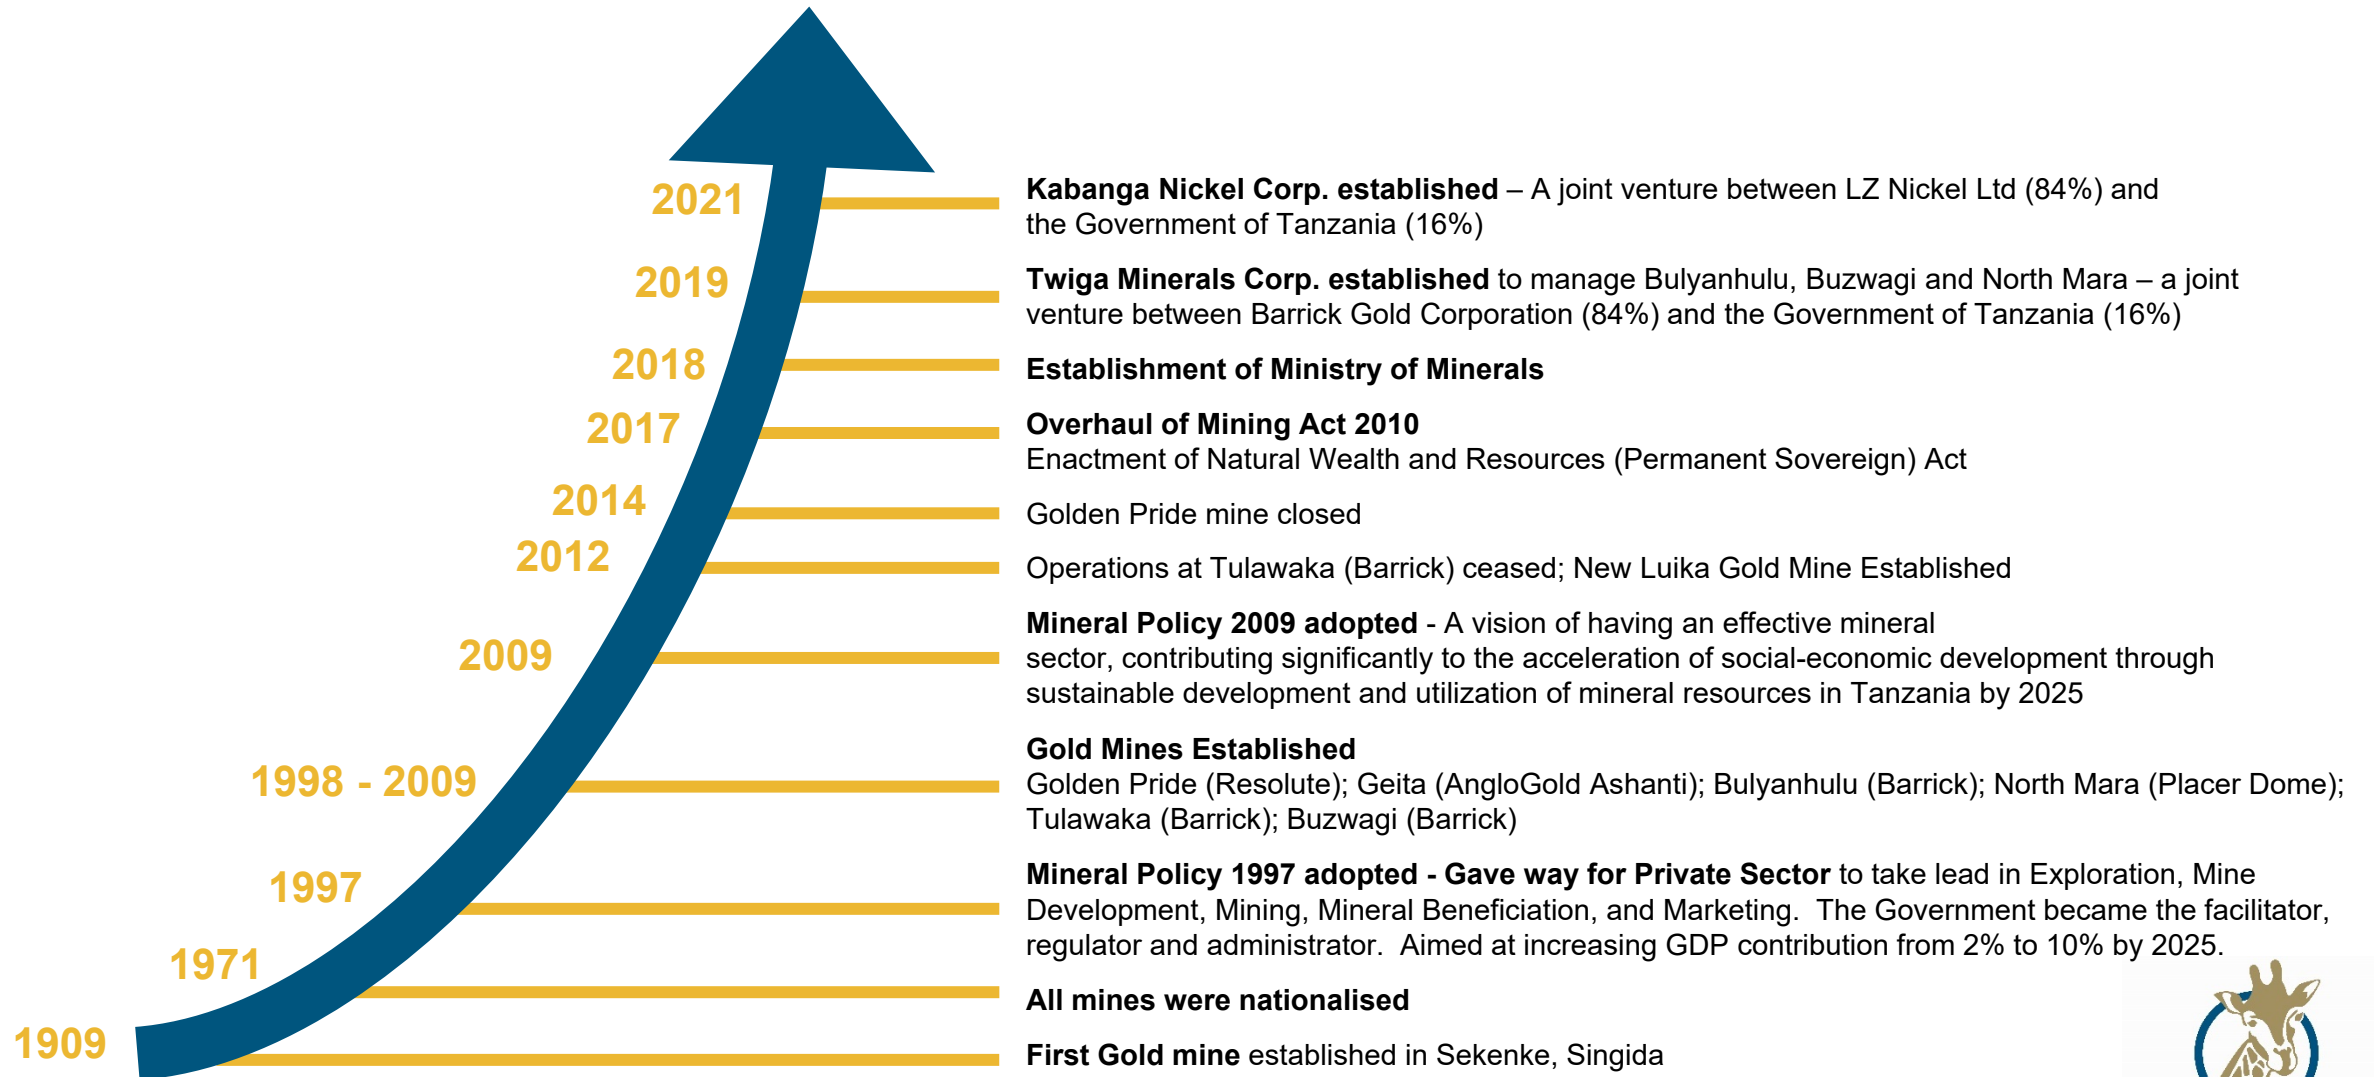 2021
Kabanga Nickel Corp. established – A joint venture between LZ Nickel Ltd (84%) and
the Government of Tanzania (16%)
2019
Twiga Minerals Corp. established to manage Bulyanhulu, Buzwagi and North Mara – a joint
venture between Barrick Gold Corporation (84%) and the Government of Tanzania (16%)
2018
Establishment of Ministry of Minerals
2017
Overhaul of Mining Act 2010
Enactment of Natural Wealth and Resources (Permanent Sovereign) Act
2014
Golden Pride mine closed
2012
Operations at Tulawaka (Barrick) ceased; New Luika Gold Mine Established
2009
Mineral Policy 2009 adopted - A vision of having an effective mineral
sector, contributing significantly to the acceleration of social-economic development through
sustainable development and utilization of mineral resources in Tanzania by 2025
1998 - 2009
Gold Mines Established
Golden Pride (Resolute); Geita (AngloGold Ashanti); Bulyanhulu (Barrick); North Mara (Placer Dome);
Tulawaka (Barrick); Buzwagi (Barrick)
1997
Mineral Policy 1997 adopted - Gave way for Private Sector to take lead in Exploration, Mine
Development, Mining, Mineral Beneficiation, and Marketing.  The Government became the facilitator,
regulator and administrator.  Aimed at increasing GDP contribution from 2% to 10% by 2025.
1971
All mines were nationalised
1909
First Gold mine established in Sekenke, Singida